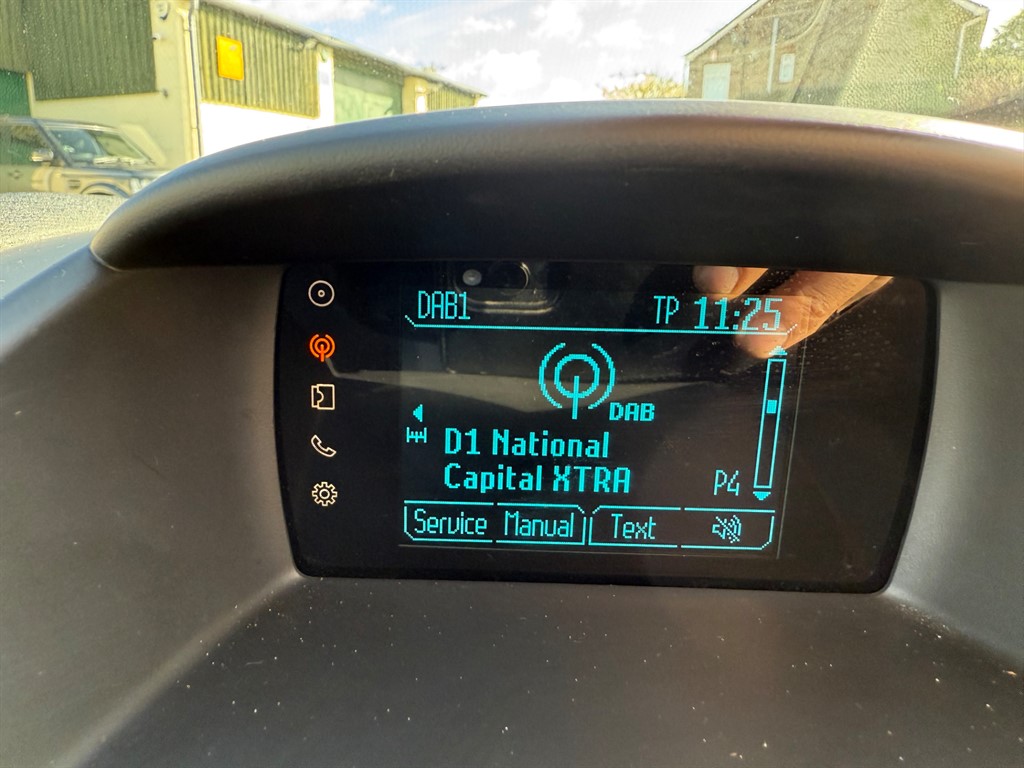 DAB1 TP 11:25
DAB
D1 National
Capital XTRA P4
Service Manual Text